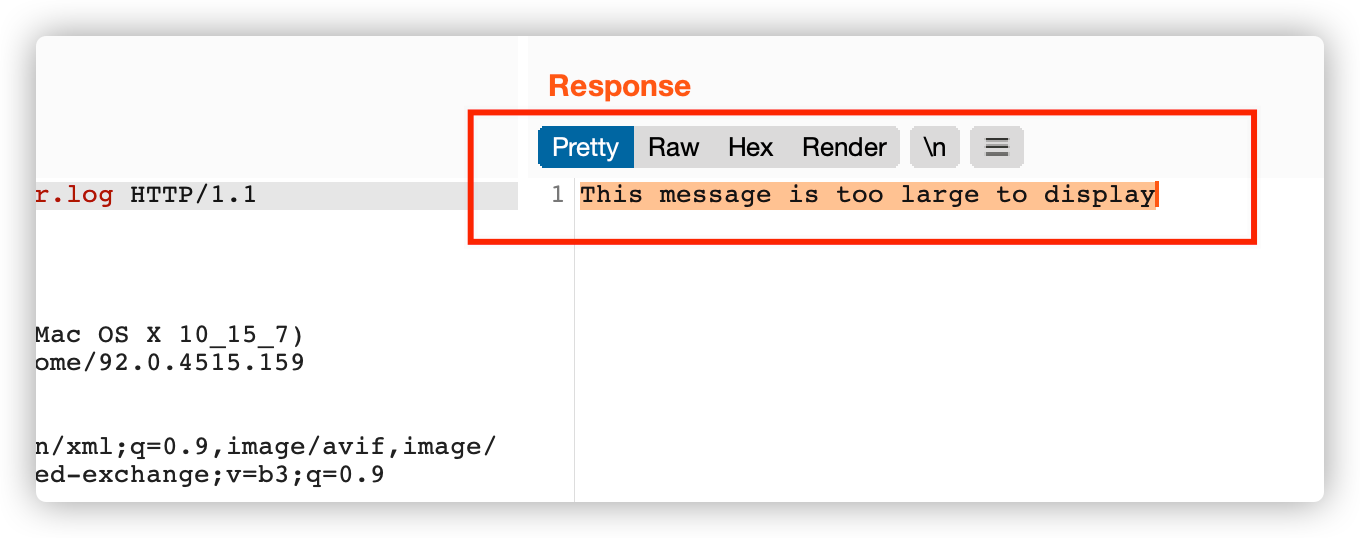 Response
Pretty Raw Hex Render \n
r.log HTTP/1.1
1 This message is too large to display
Mac OS X 10_15_7)
ome/92.0.4515.159
n/xml;q=0.9,image/avif,image/
ed-exchange;v=b3;q=0.9